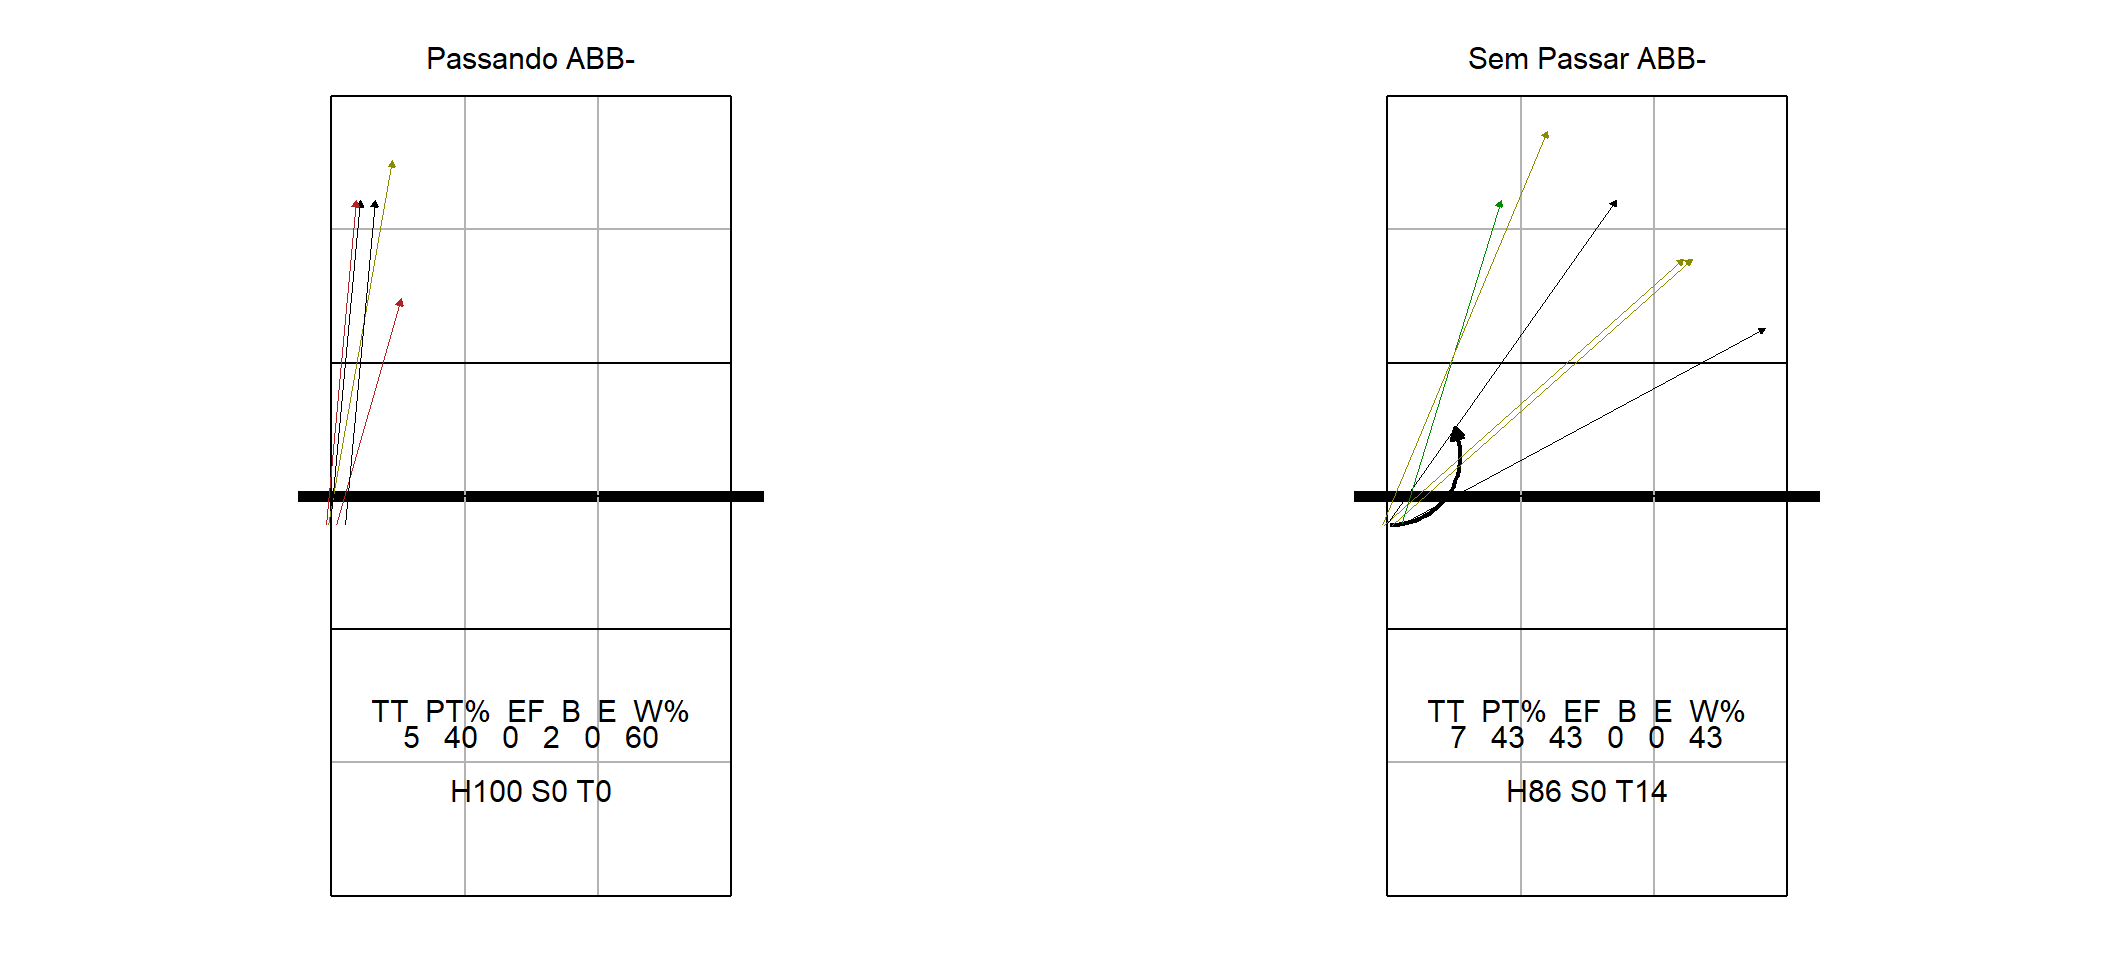 Passando ABB-
TT PT% EF B E W%
5 40 0 2 0 60
H100 S0 T0
Sem Passar ABB-
TT PT% EF B E W%
7 43 43 0 0 43
H86 S0 T14